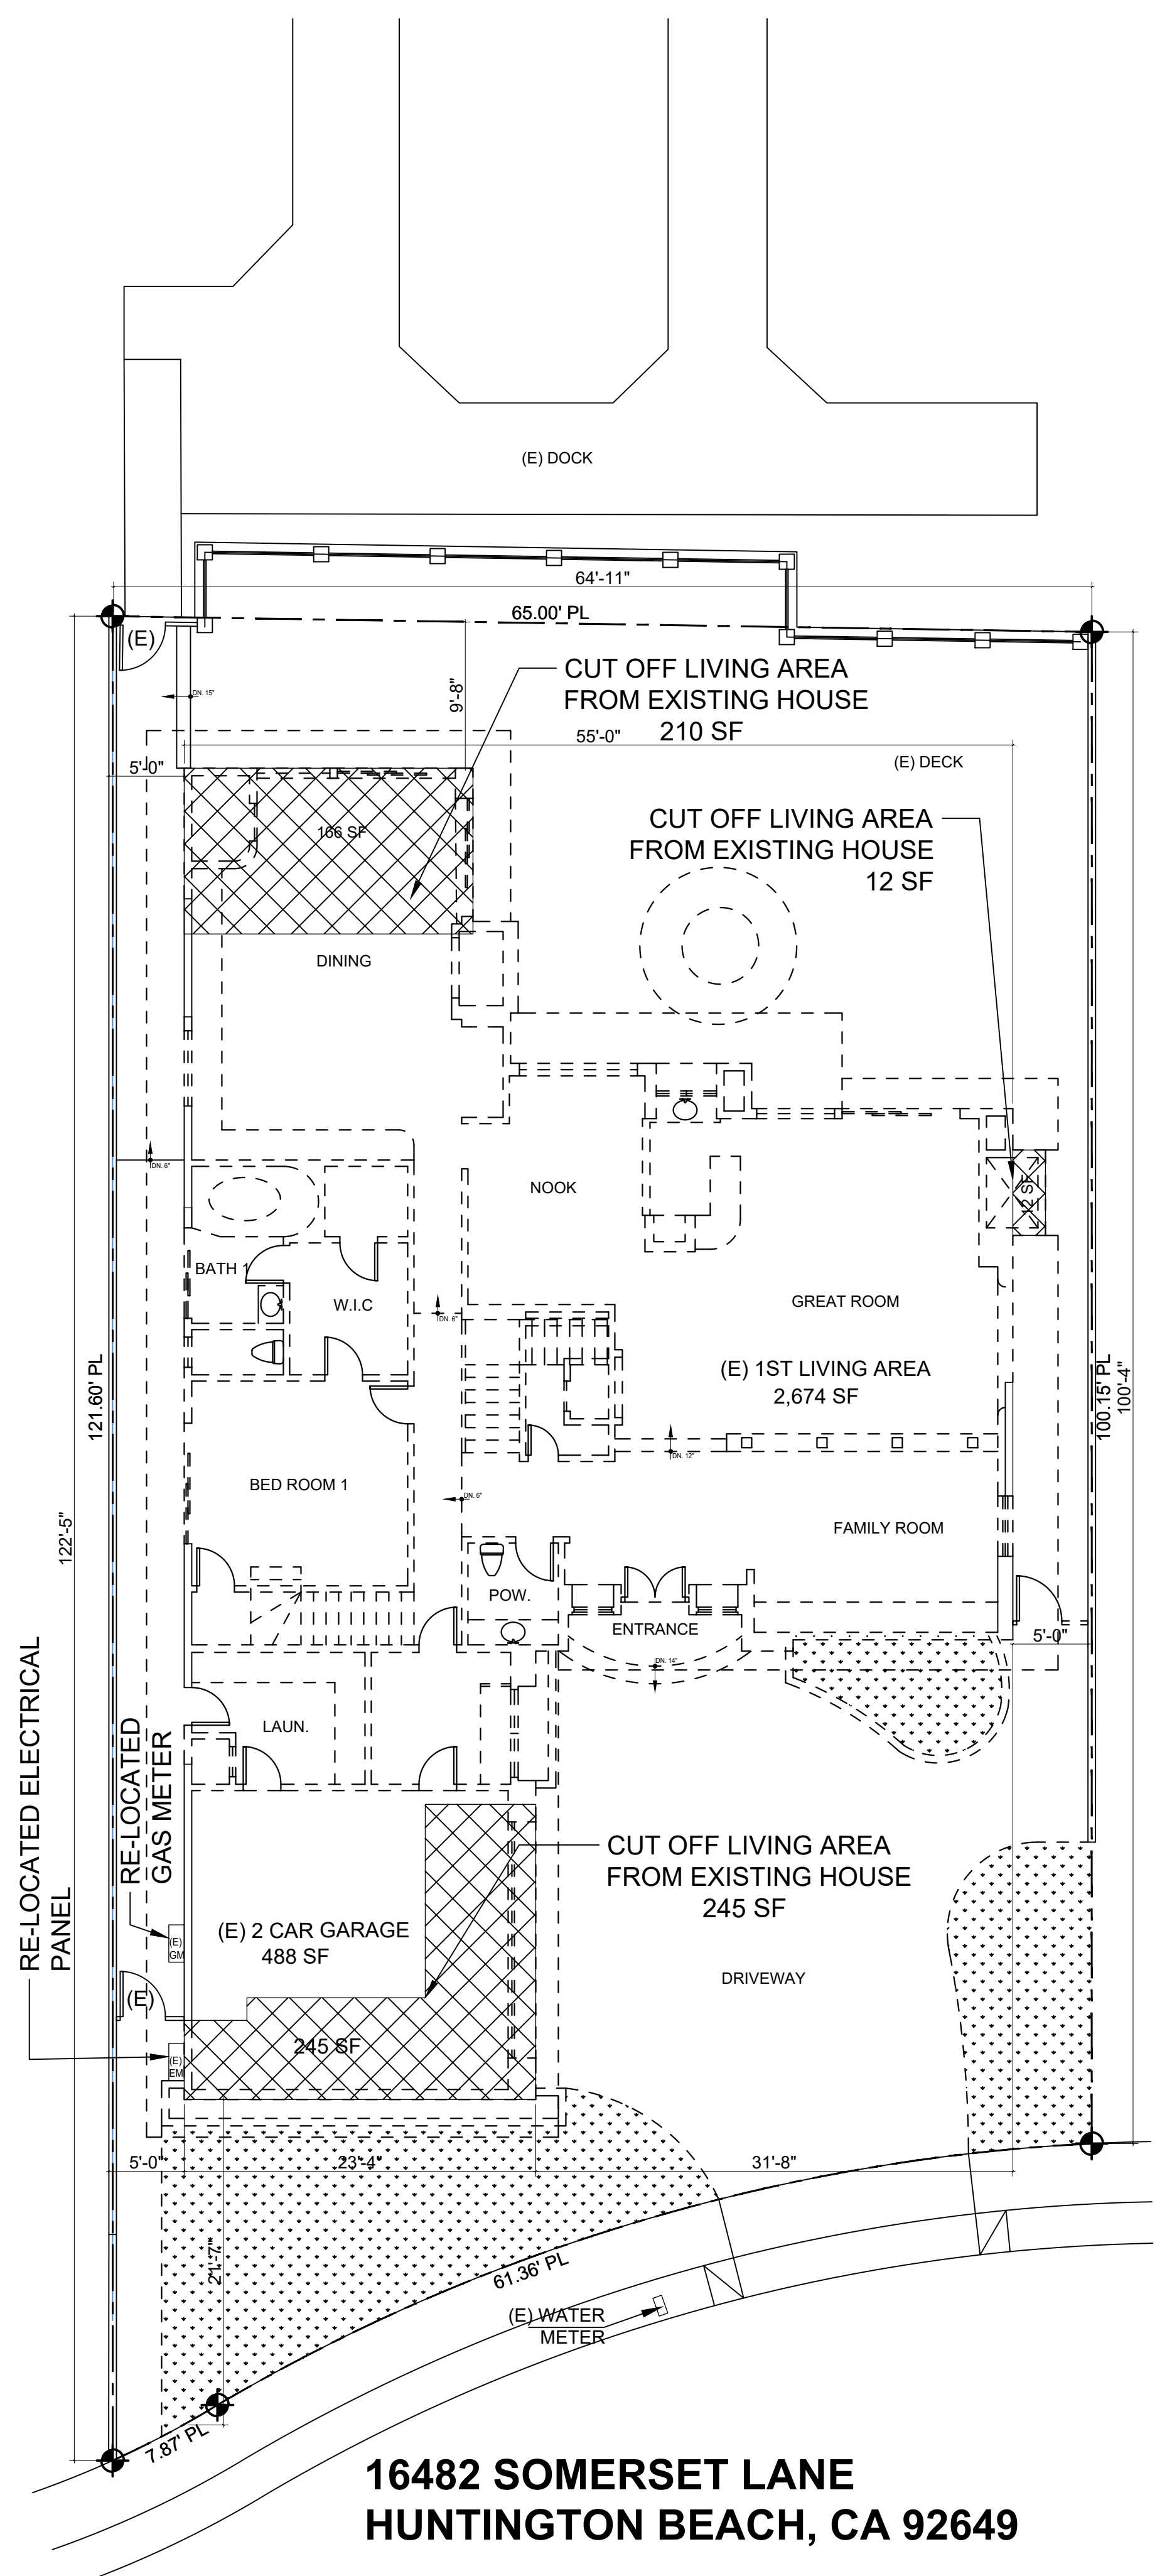 (E) DOCK
64'-11"
65.00' PL
(E)
DN. 15"
9'-8"
CUT OFF LIVING AREA
FROM EXISTING HOUSE
210 SF
55'-0"
5'-0"
(E) DECK
166 SF
CUT OFF LIVING AREA
FROM EXISTING HOUSE
12 SF
DINING
DN. 6"
NOOK
12 SF
BATH 1
W.I.C
DN. 6"
GREAT ROOM
(E) 1ST LIVING AREA
2,674 SF
121.60' PL
100.15' PL
100'-4"
DN. 12"
BED ROOM 1
DN. 6"
FAMILY ROOM
122'-5"
POW.
ENTRANCE
5'-0"
DN. 14"
RE-LOCATED ELECTRICAL
PANEL
RE-LOCATED
GAS METER
LAUN.
CUT OFF LIVING AREA
FROM EXISTING HOUSE
245 SF
(E) 2 CAR GARAGE
488 SF
(E)
GM
DRIVEWAY
(E)
245 SF
(E)
EM
5'-0"
23'-4"
31'-8"
21'-7"
61.36' PL
(E) WATER
METER
7.87' PL
16482 SOMERSET LANE
HUNTINGTON BEACH, CA 92649